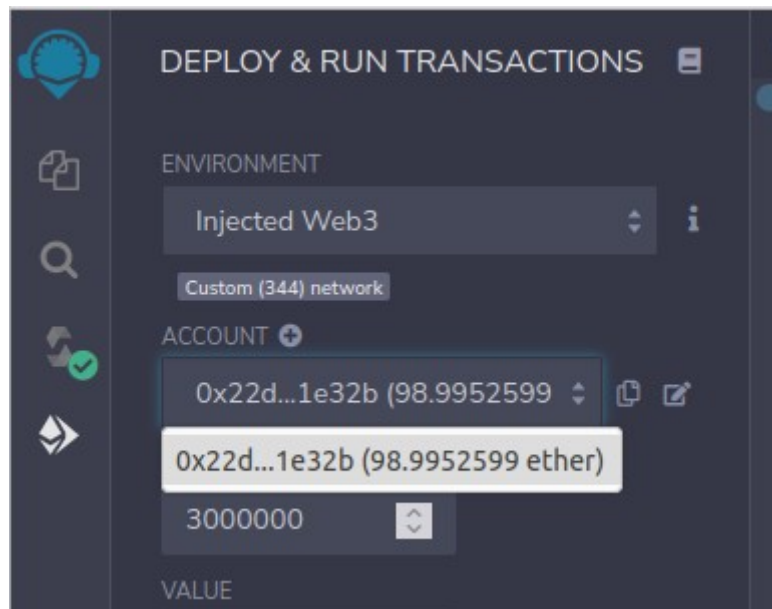 DEPLOY & RUN TRANSACTIONS
ENVIRONMENT
Injected Web3
Custom (344) network
ACCOUNT
0x22d...1e32b (98.9952599
0x22d...1e32b (98.9952599 ether)
3000000
VALUE